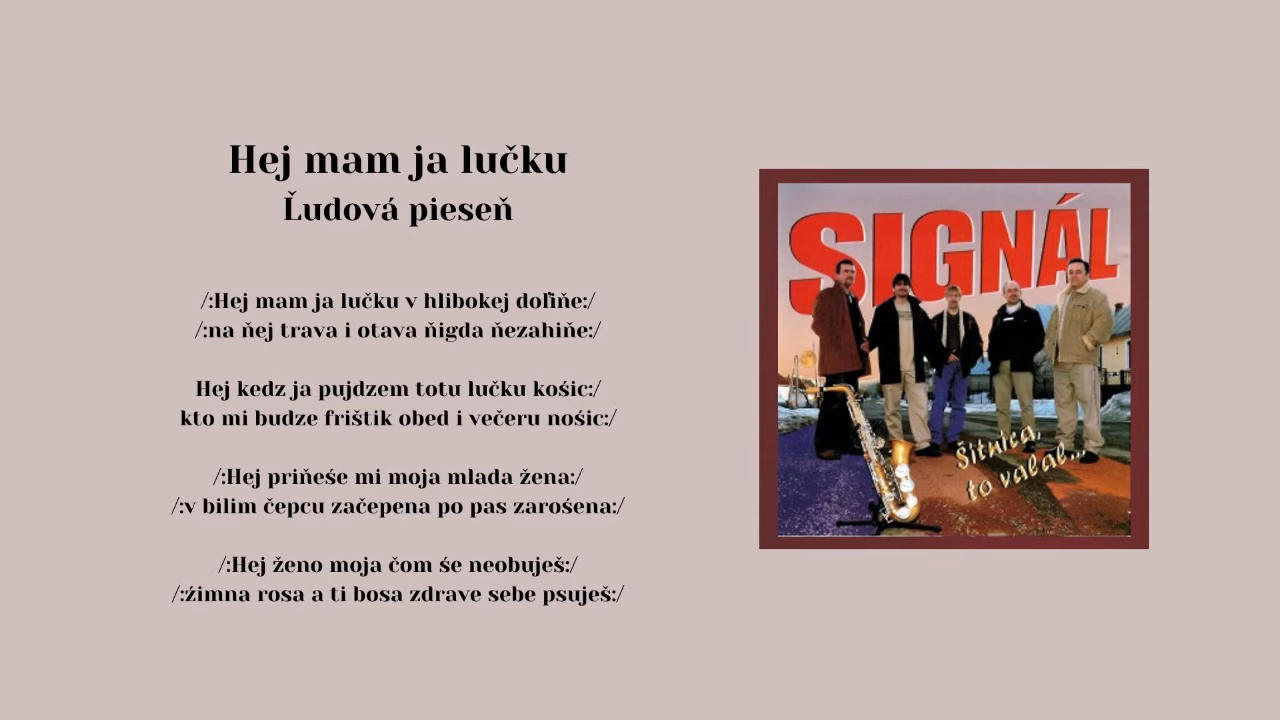 Hej mam ja lučku
Ľudová pieseň
/:Hej mam ja lučku v hlibokej doľiňe:/
/:na ňej trava i otava ňigda ňezahiňe:/
Hej kedz ja pujdzem totu lučku kośic:/
kto mi budze frištik obed i večeru nośic:/
/:Hej priňeśe mi moja mlada žena:/
/:v bilim čepcu začepena po pas zarośena:/
/:Hej ženo moja čom śe neobuješ:/
/:źimna rosa a ti bosa zdrave sebe psuješ:/
SIGNÁL
Šitnica,
to valal...